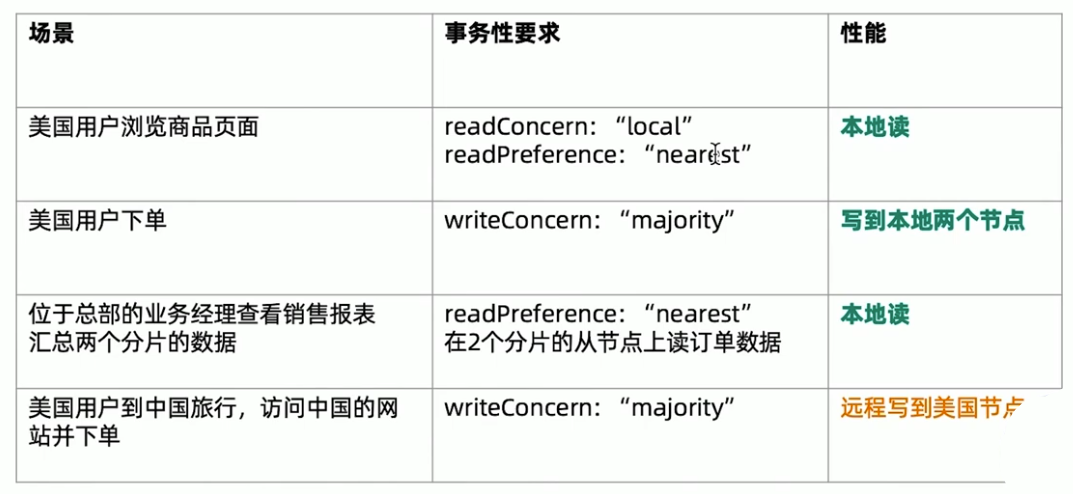 场景
事务性要求
性能
美国用户浏览商品页面
readConcern：“local”
readPreference：“nearest”
本地读
美国用户下单
writeConcern：“majority”
写到本地两个节点
位于总部的业务经理查看销售报表
汇总两个分片的数据
readPreference：“nearest”
在2个分片的从节点上读订单数据
本地读
美国用户到中国旅行，访问中国的网
站并下单
writeConcern：“majority”
远程写到美国节点